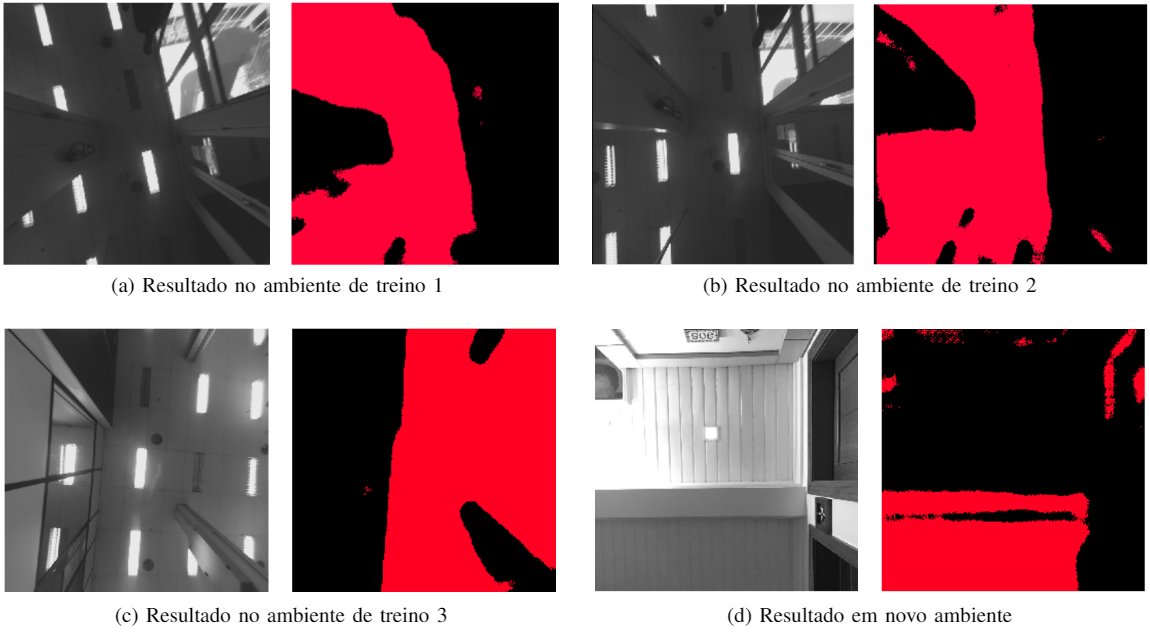 (a) Resultado no ambiente de treino 1
(b) Resultado no ambiente de treino 2
(c) Resultado no ambiente de treino 3
(d) Resultado em novo ambiente